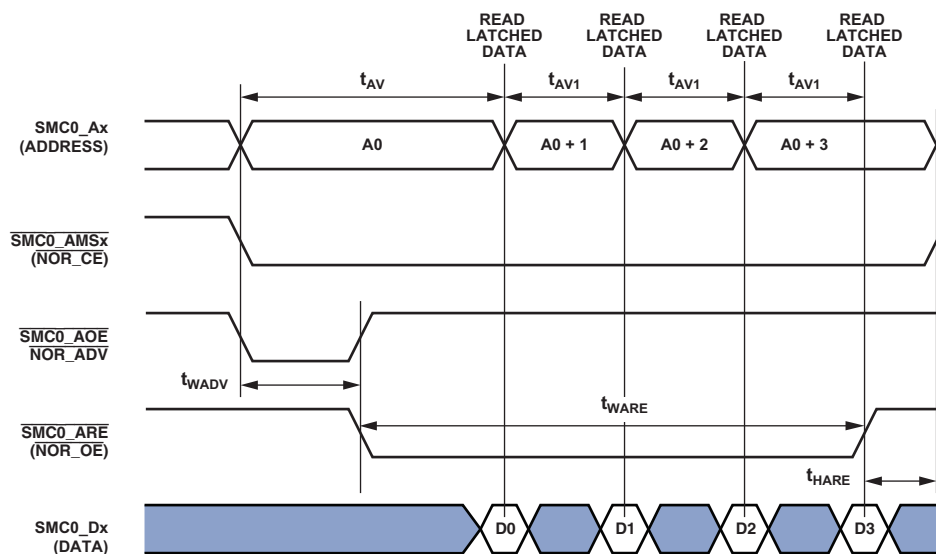 READ LATCHED DATA
READ LATCHED DATA
READ LATCHED DATA
READ LATCHED DATA
tAV
tAV1
tAV1
tAV1
SMC0_Ax
(ADDRESS)
A0
A0 + 1
A0 + 2
A0 + 3
SMC0_AMSx
(NOR_CE)
SMC0_AOE
NOR_ADV
tWADV
SMC0_ARE
(NOR_OE)
tWARE
tHARE
SMC0_Dx
(DATA)
D0
D1
D2
D3